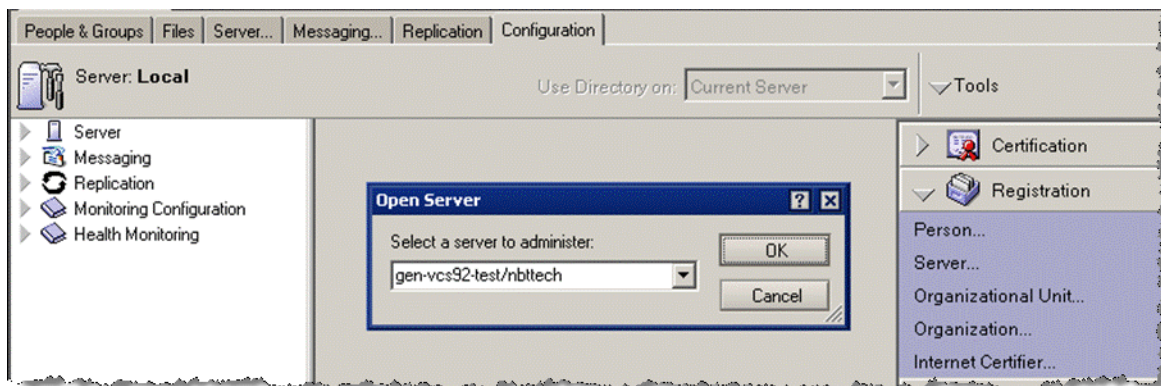 People & Groups
Files
Server...
Messaging...
Replication
Configuration
Server: Local
Use Directory on:
Current Server
Tools
Server
Messaging
Replication
Monitoring Configuration
Health Monitoring
Open Server
Select a server to administer:
gen-vcs92-test/nbttech
OK
Cancel
Certification
Registration
Person...
Server...
Organizational Unit...
Organization...
Internet Certifier...